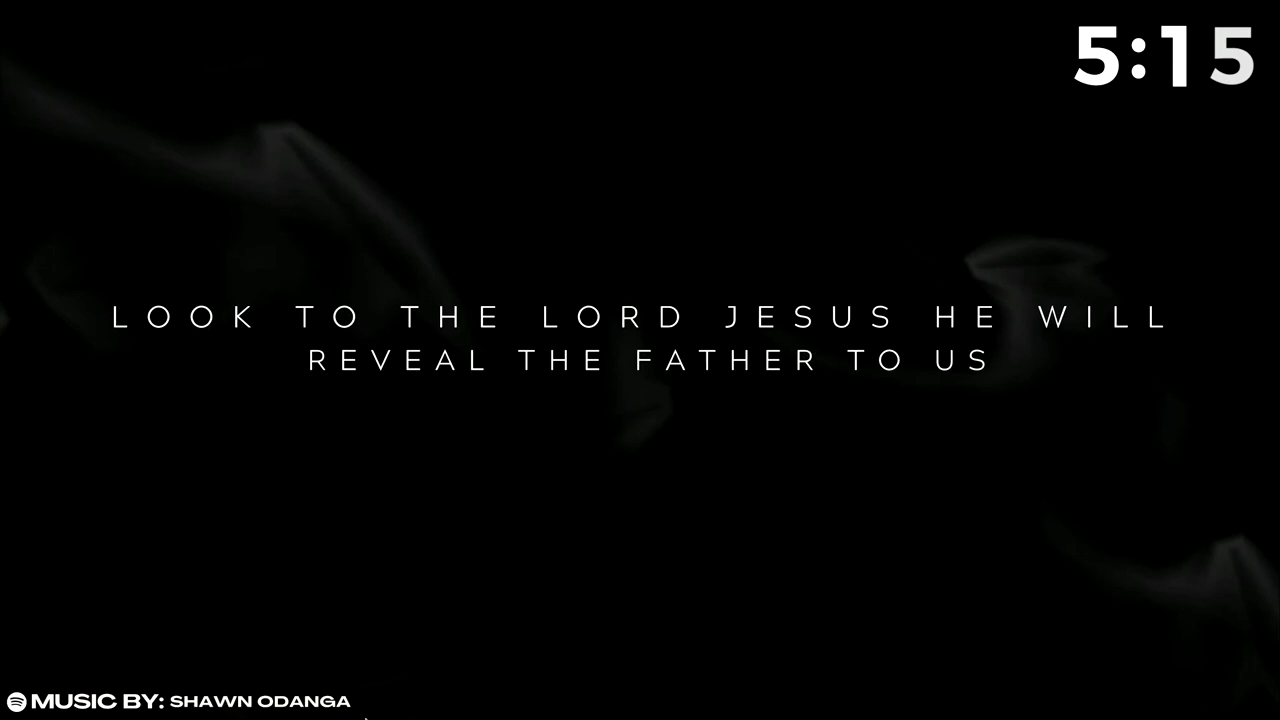 5:15
LOOK TO THE LORD JESUS HE WILL
REVEAL THE FATHER TO US
MUSIC BY: SHAWN ODANGA